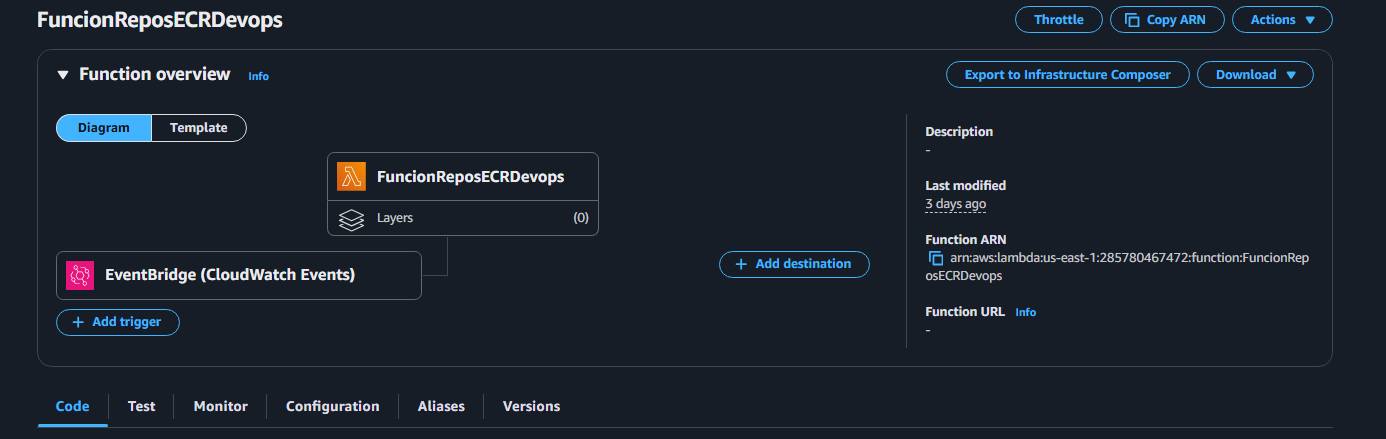 FuncionReposECRDevops
Throttle
Copy ARN
Actions
Function overview Info
Export to Infrastructure Composer
Download
Diagram
Template
FuncionReposECRDevops
Layers
(0)
EventBridge (CloudWatch Events)
Add trigger
Add destination
Description
-
Last modified
3 days ago
Function ARN
arn:aws:lambda:us-east-1:285780467472:function:FuncionRep
osECRDevops
Function URL Info
-
Code
Test
Monitor
Configuration
Aliases
Versions